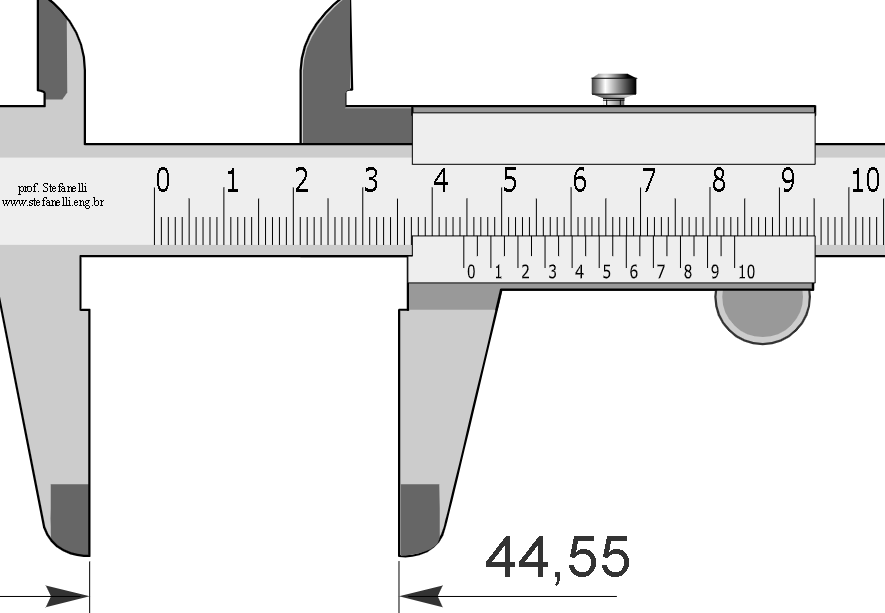 prof. Stefanelli
www.stefanelli.eng.br
0 1 2 3 4 5 6 7 8 9 10
0 1 2 3 4 5 6 7 8 9 10
44,55